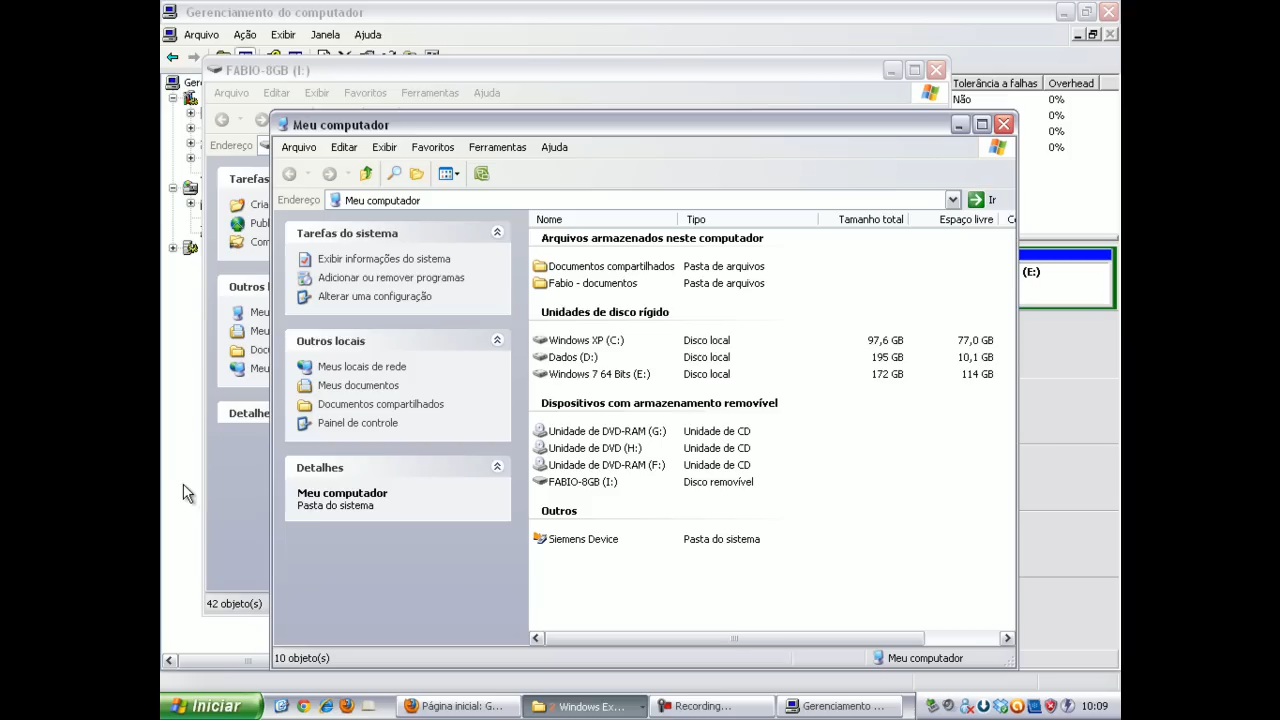 Gerenciamento do computador
Arquivo Ação Exibir Janela Ajuda
FABIO-8GB (I:)
Ger
Tolerância a falhas Overhead
Arquivo Editar Exibir Favoritos Ferramentas Ajuda
Não 0%
0%
0%
0%
Endereço
Tarefas
Cria
Publ
Outros l
Meu
Meu
Doc
Meu
Detalhe
42 objeto(s)
(E:)
Meu computador
Arquivo Editar Exibir Favoritos Ferramentas Ajuda
Endereço Meu computador Ir
Tarefas do sistema
Exibir informações do sistema
Adicionar ou remover programas
Alterar uma configuração
Outros locais
Meus locais de rede
Meus documentos
Documentos compartilhados
Painel de controle
Detalhes
Meu computador
Pasta do sistema
Nome Tipo Tamanho total Espaço livre
Arquivos armazenados neste computador
Documentos compartilhados Pasta de arquivos
Fabio - documentos Pasta de arquivos
Unidades de disco rígido
Windows XP (C:) Disco local 97,6 GB 77,0 GB
Dados (D:) Disco local 195 GB 10,1 GB
Windows 7 64 Bits (E:) Disco local 172 GB 114 GB
Dispositivos com armazenamento removível
Unidade de DVD-RAM (G:) Unidade de CD
Unidade de DVD (H:) Unidade de CD
Unidade de DVD-RAM (F:) Unidade de CD
FABIO-8GB (I:) Disco removível
Outros
Siemens Device Pasta do sistema
10 objeto(s) Meu computador
Iniciar Página inicial: G... 2 Windows Ex... Recording... Gerenciamento ... 10:09